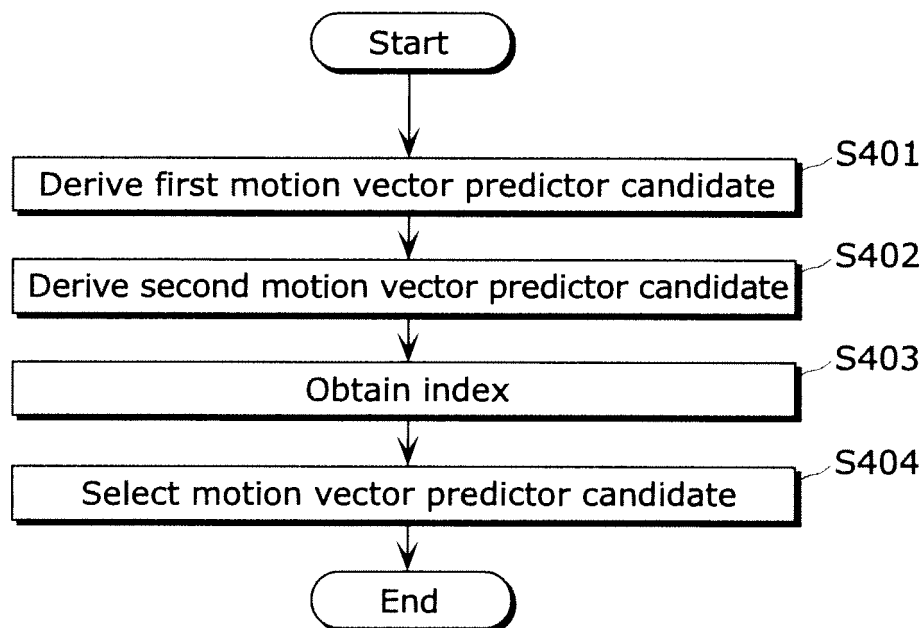 Start
S401
Derive first motion vector predictor candidate
S402
Derive second motion vector predictor candidate
S403
Obtain index
S404
Select motion vector predictor candidate
End